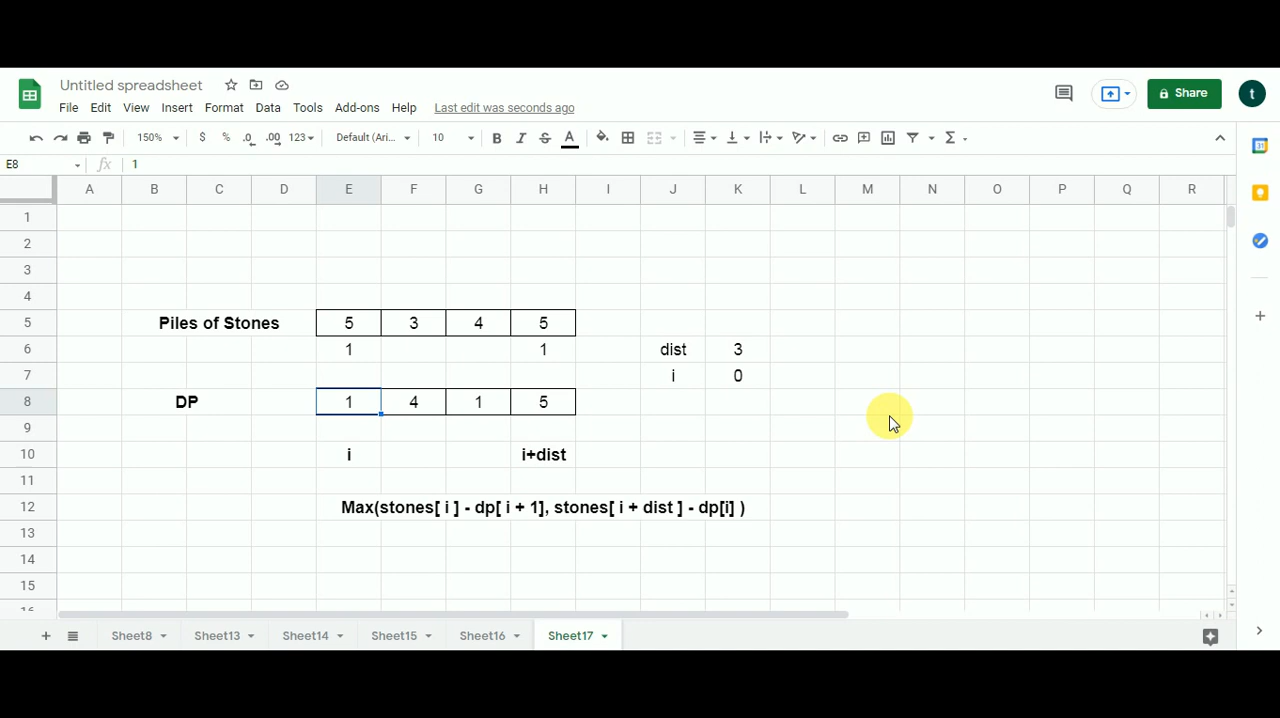 Untitled spreadsheet
File Edit View Insert Format Data Tools Add-ons Help Last edit was seconds ago
Share t
150% $ % .0 .00 123 Default (Ari... 10 B I S A
E8 fx 1
A B C D E F G H I J K L M N O P Q R
1
2
3
4
5 Piles of Stones 5 3 4 5
6 1 1 dist 3
7 i 0
8 DP 1 4 1 5
9
10 i i+dist
11
12 Max(stones[ i ] - dp[ i + 1], stones[ i + dist ] - dp[i] )
13
14
15
16
Sheet8 Sheet13 Sheet14 Sheet15 Sheet16 Sheet17